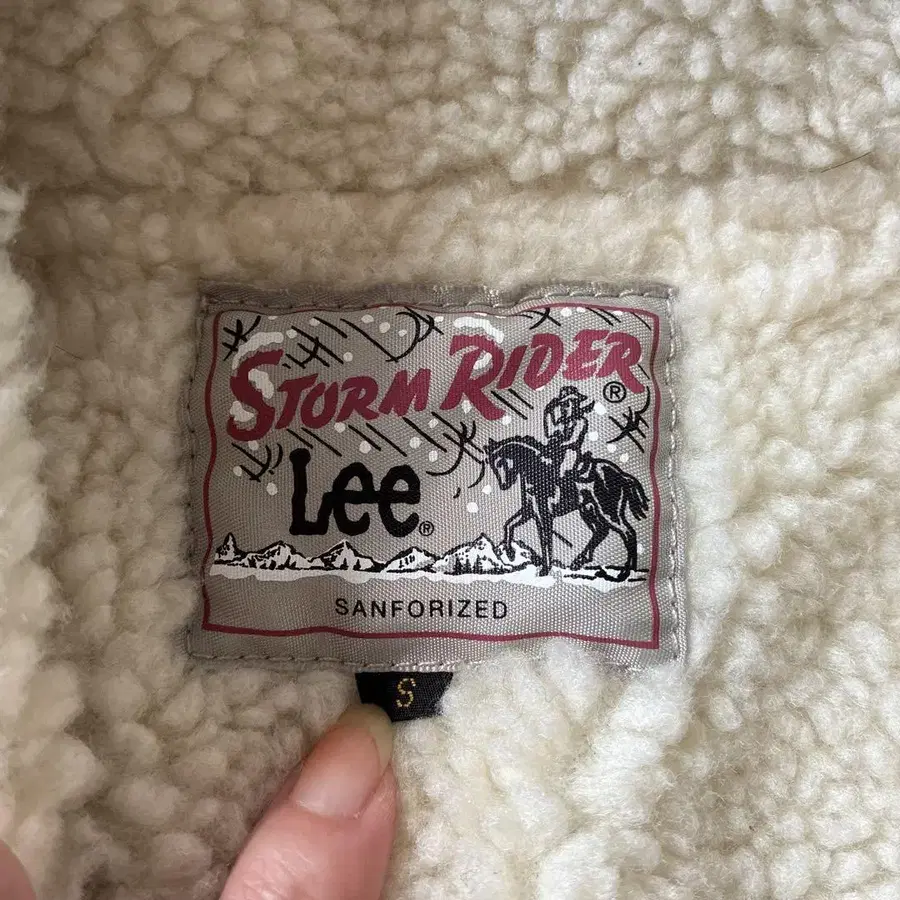 STORM RIDER®
Lee®
SANFORIZED
S